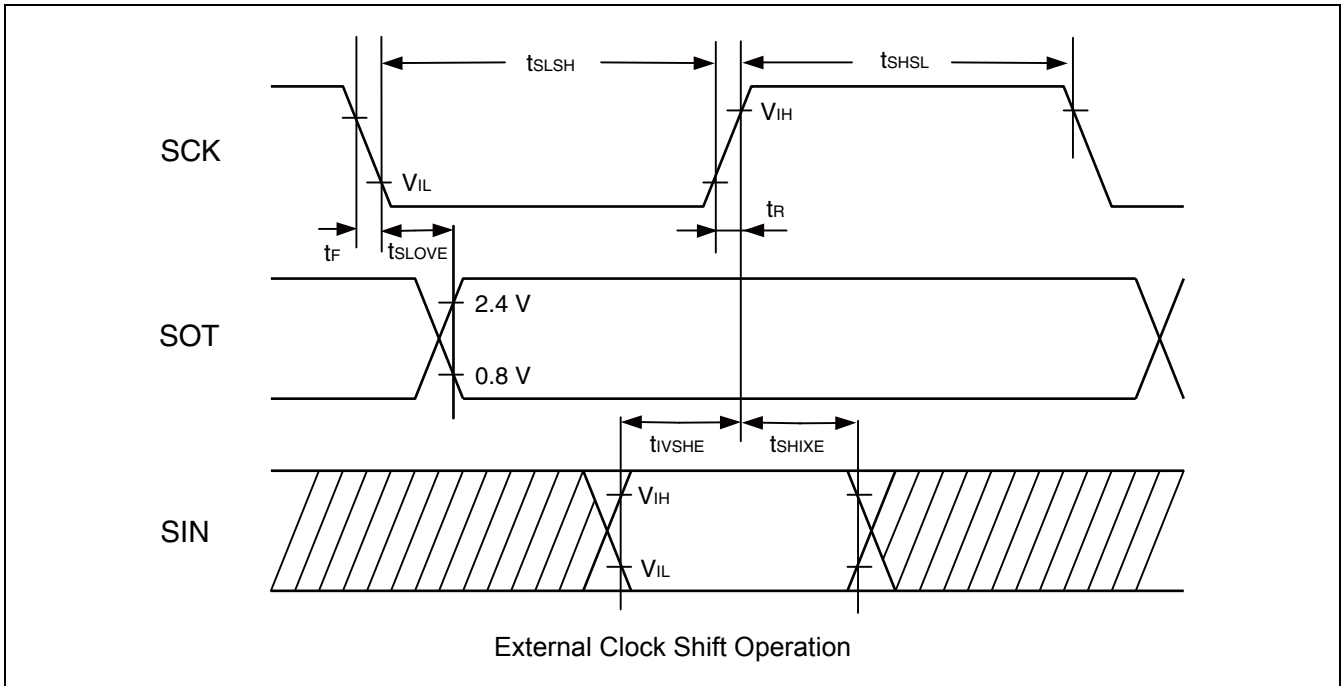 tSLSH
tSHSL
SCK
VIH
VIL
tR
tF
tSLOVE
SOT
2.4 V
0.8 V
tIVSHE
tSHIXE
SIN
VIH
VIL
External Clock Shift Operation